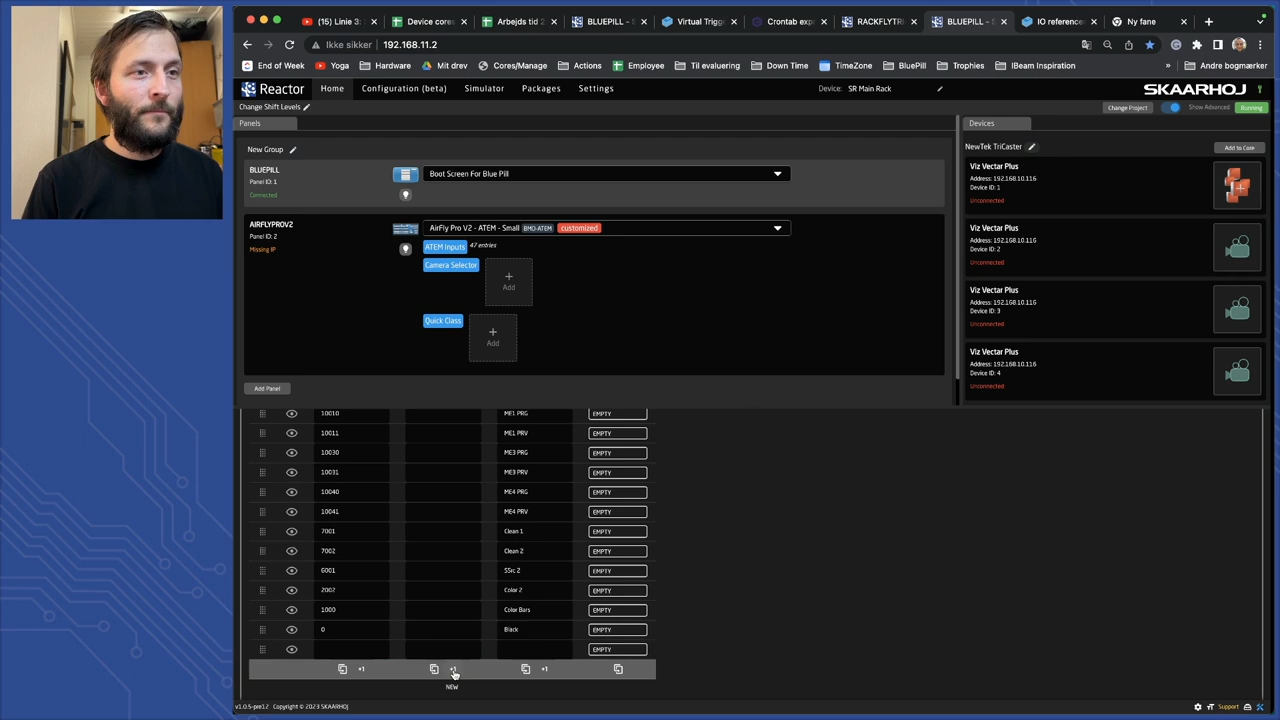 (15) Linie 3:
Device cores
Arbejds tid 2
BLUEPILL - S
Virtual Trigg
Crontab exp
RACKFLYTR
BLUEPILL - S
IO reference
Ny fane
Ikke sikker
192.168.11.2
End of Week
Yoga
Hardware
Mit drev
Cores/Manage
Actions
Employee
Til evaluering
Down Time
TimeZone
BluePill
Trophies
IBeam Inspiration
»
Andre bogmærker
Reactor
Home
Configuration (beta)
Simulator
Packages
Settings
Device:
SR Main Rack
SKAARHOJ
Change Shift Levels
Change Project
Show Advanced
Running
Panels
Devices
New Group
BLUEPILL
Panel ID: 1
Connected
Boot Screen For Blue Pill
AIRFLYPROV2
Panel ID: 2
Missing IP
AirFly Pro V2 - ATEM - Small
BMD-ATEM
customized
ATEM Inputs
47 entries
Camera Selector
Add
Quick Class
Add
Add Panel
NewTek TriCaster
Add to Core
Viz Vectar Plus
Address: 192.168.10.116
Device ID: 1
Unconnected
Viz Vectar Plus
Address: 192.168.10.116
Device ID: 2
Unconnected
Viz Vectar Plus
Address: 192.168.10.116
Device ID: 3
Unconnected
Viz Vectar Plus
Address: 192.168.10.116
Device ID: 4
Unconnected
10010 ME1 PRG EMPTY
10011 ME1 PRV EMPTY
10030 ME3 PRG EMPTY
10031 ME3 PRV EMPTY
10040 ME4 PRG EMPTY
10041 ME4 PRV EMPTY
7001 Clean 1 EMPTY
7002 Clean 2 EMPTY
6001 SSrc 2 EMPTY
2002 Color 2 EMPTY
1000 Color Bars EMPTY
0 Black EMPTY
EMPTY
+1 +1 +1
NEW
v1.0.5-pre12 Copyright © 2023 SKAARHOJ
Support